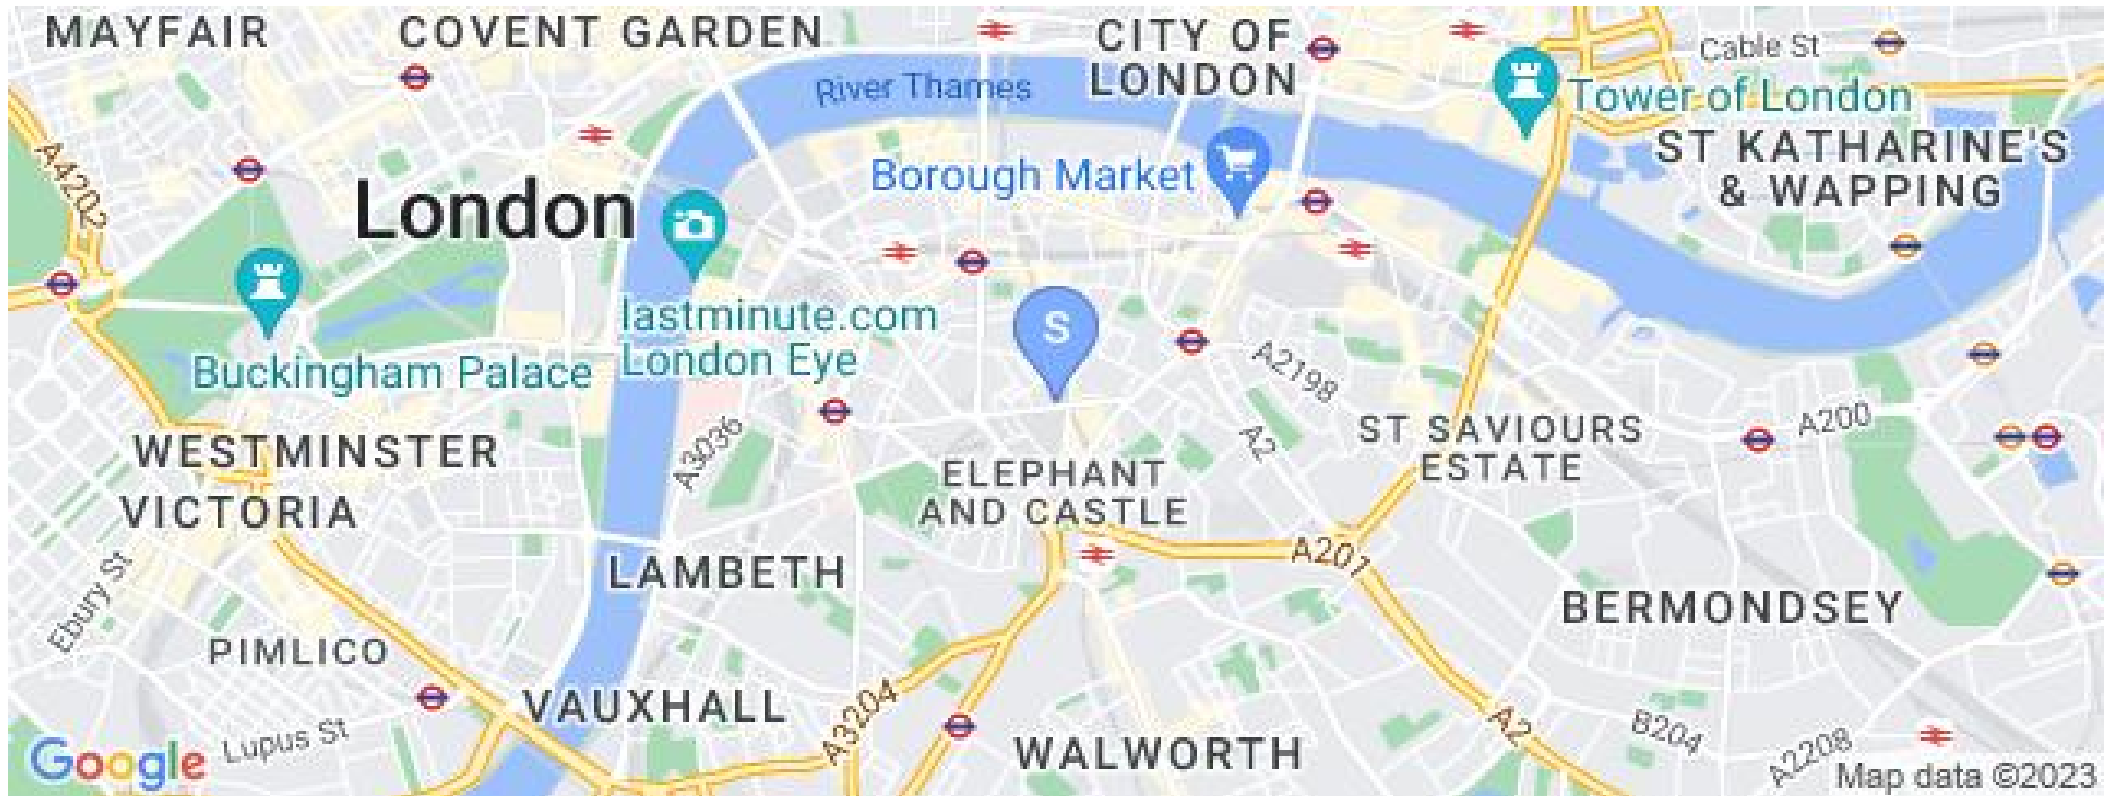 MAYFAIR
COVENT GARDEN
CITY OF
LONDON
Cable St
River Thames
Tower of London
ST KATHARINE'S
& WAPPING
A4202
Borough Market
London
lastminute.com
London Eye
S
Buckingham Palace
A2198
A200
WESTMINSTER
A3036
A2
ST SAVIOURS
ESTATE
ELEPHANT
AND CASTLE
VICTORIA
A201
LAMBETH
Ebury St
BERMONDSEY
PIMLICO
VAUXHALL
A3204
A2
B204
Lupus St
WALWORTH
A2208
Google
Map data ©2023